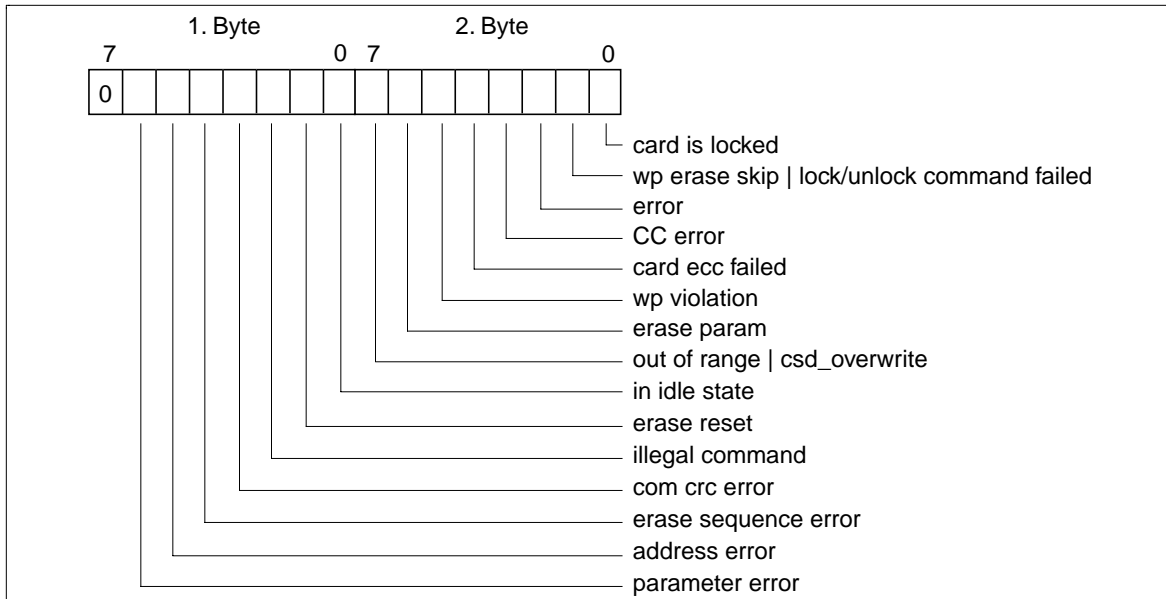 1. Byte 2. Byte
7 0 7 0
0
card is locked
wp erase skip | lock/unlock command failed
error
CC error
card ecc failed
wp violation
erase param
out of range | csd_overwrite
in idle state
erase reset
illegal command
com crc error
erase sequence error
address error
parameter error